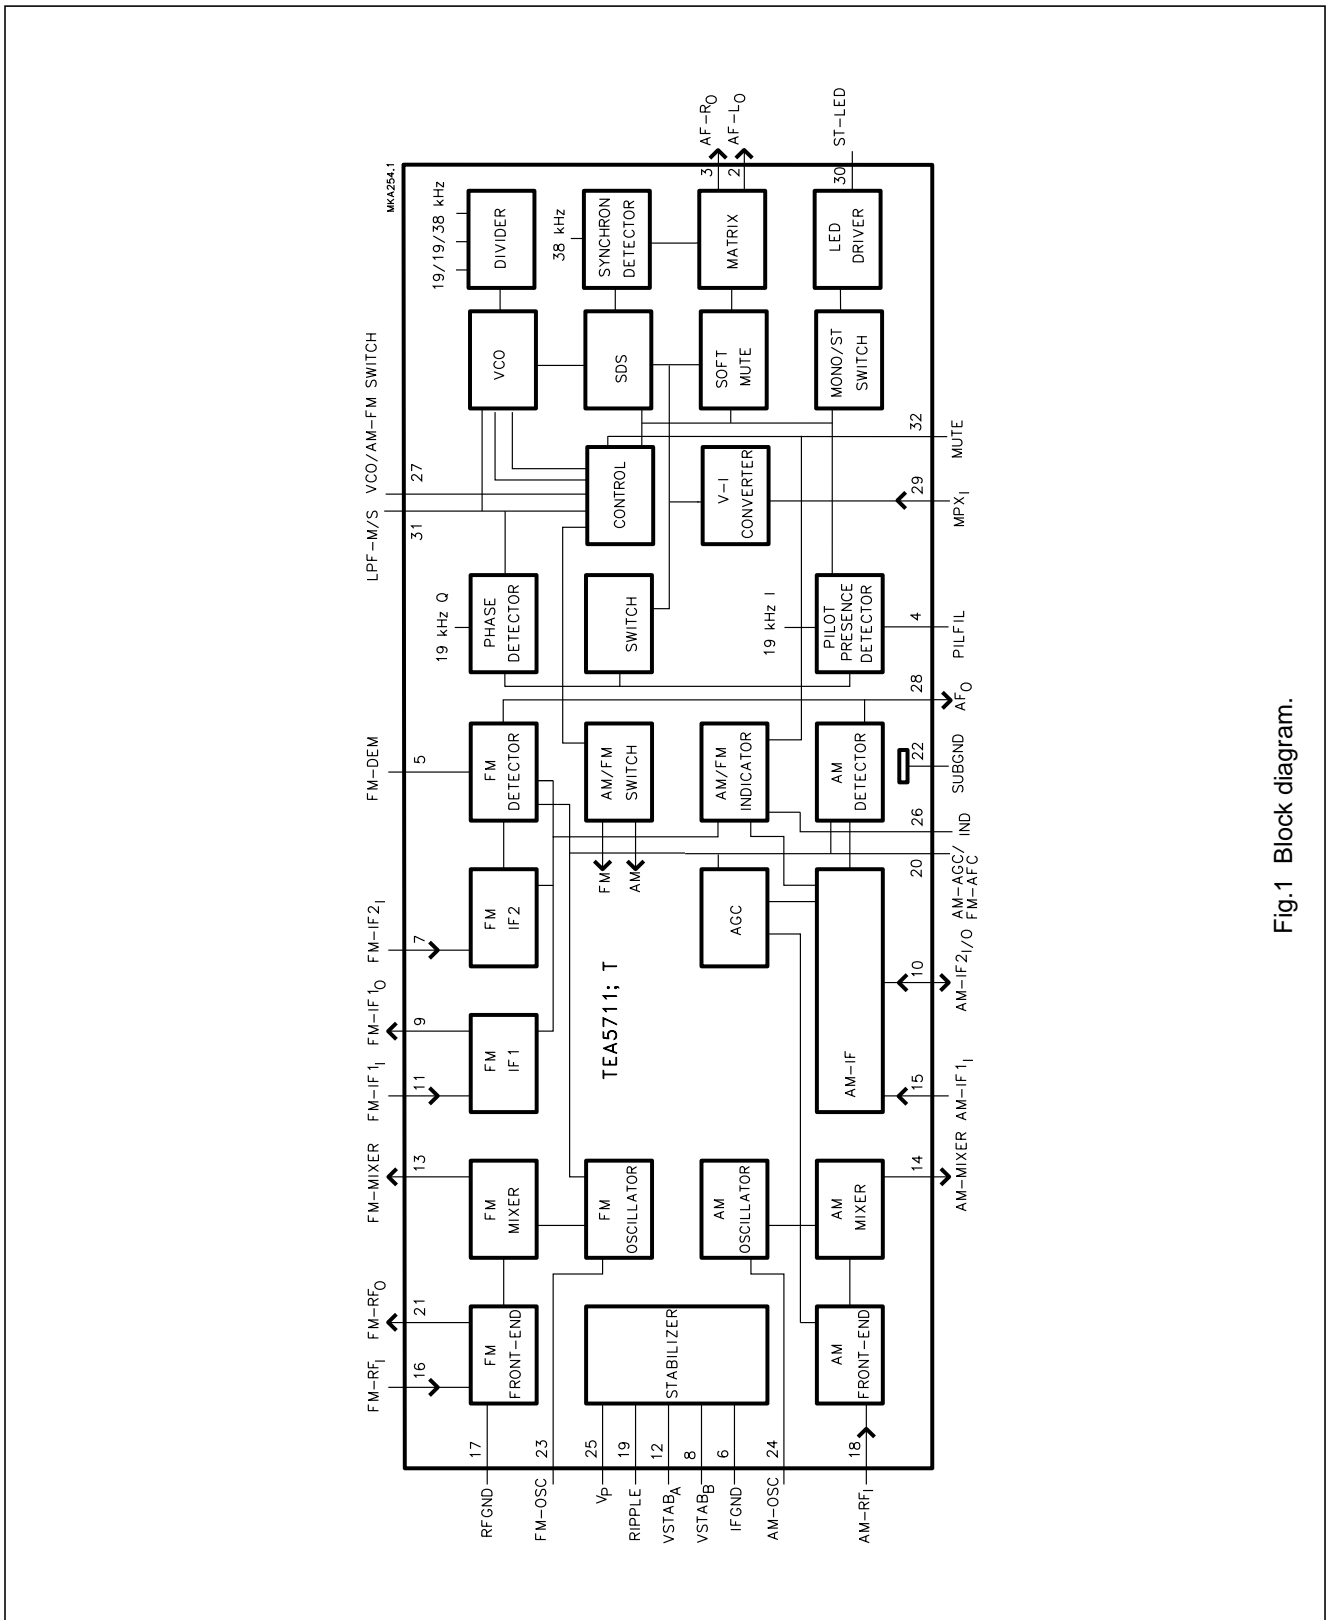 MKA254.1
FM-RFI
FM-RFO
FM-MIXER
FM-IF1I
FM-IF1O
FM-IF2I
FM-DEM
LPF-M/S
VCO/AM-FM SWITCH
16
21
13
11
9
7
5
31
27
RFGND
17
FM-OSC
23
VP
25
RIPPLE
19
VSTABA
12
VSTABB
8
IFGND
6
AM-OSC
24
AM-RFI
18
FM
FRONT-END
FM
MIXER
FM
IF1
FM
IF2
FM
DETECTOR
19 kHz Q
PHASE
DETECTOR
VCO
19/19/38 kHz
DIVIDER
STABILIZER
FM
OSCILLATOR
TEA5711; T
FM
AM
AM/FM
SWITCH
SWITCH
CONTROL
SDS
38 kHz
SYNCHRON
DETECTOR
AM
OSCILLATOR
AGC
AM/FM
INDICATOR
V-I
CONVERTER
SOFT
MUTE
MATRIX
3
AF-RO
2
AF-LO
AM
FRONT-END
AM
MIXER
AM-IF
AM
DETECTOR
19 kHz I
PILOT
PRESENCE
DETECTOR
MONO/ST
SWITCH
LED
DRIVER
30
ST-LED
14
15
10
20
26
22
28
4
29
32
AM-MIXER
AM-IF1I
AM-IF2I/O
AM-AGC/
FM-AFC
IND
SUBGND
AFO
PILFIL
MPXI
MUTE
Fig.1 Block diagram.